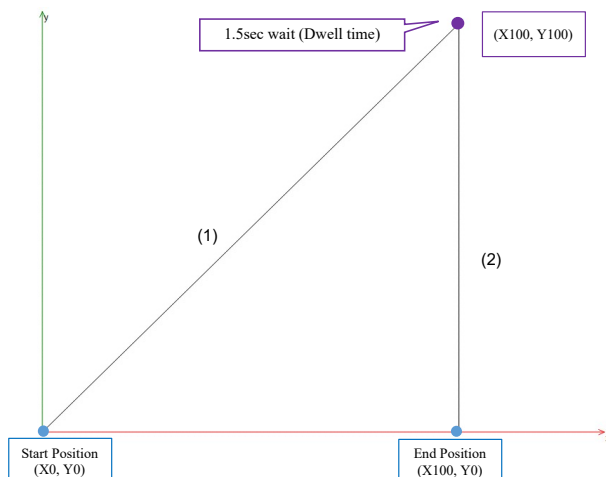 y
1.5sec wait (Dwell time)
(X100, Y100)
(1)
(2)
Start Position
(X0, Y0)
End Position
(X100, Y0)